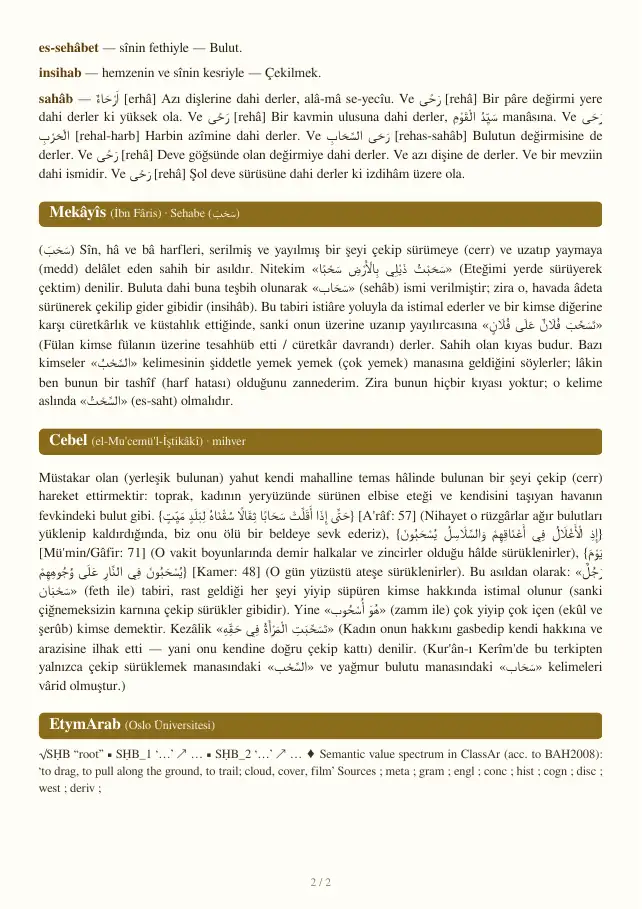 es-sehâbet — sînin fethiyle — Bulut.
insihab — hemzenin ve sînin kesriyle — Çekilmek.
sahâb — أَرْحَاءٌ [erhâ] Azı dişlerine dahi derler, alâ-mâ se-yecîu. Ve رَحًى [rehâ] Bir pâre değirmi yere
dahi derler ki yüksek ola. Ve رَحًى [rehâ] Bir kavmin ulusuna dahi derler, سَيِّدُ الْقَوْمِ manâsına. Ve رَحَى
الْحَرْبِ [rehal-harb] Harbin azîmine dahi derler. Ve رَحَى السَّحَابِ [rehas-sahâb] Bulutun değirmisine de
derler. Ve رَحًى [rehâ] Deve göğsünde olan değirmiye dahi derler. Ve azı dişine de derler. Ve bir mevziin
dahi ismidir. Ve رَحًى [rehâ] Şol deve sürüsüne dahi derler ki izdihâm üzere ola.
Mekâyîs (İbn Fâris) · Sehabe (سَحَبَ)
(سَحَبَ) Sîn, hâ ve bâ harfleri, serilmiş ve yayılmış bir şeyi çekip sürümeye (cerr) ve uzatıp yaymaya
(medd) delâlet eden sahih bir asıldır. Nitekim «سَحَبْتُ ذَيْلِي بِالْأَرْضِ سَحْبًا» (Eteğimi yerde sürüyerek
çektim) denilir. Buluta dahi buna teşbih olunarak «سَحَاب» (sehâb) ismi verilmiştir; zira o, havada âdeta
sürünerek çekilip gider gibidir (insihâb). Bu tabiri istiâre yoluyla da istimal ederler ve bir kimse diğerine
karşı cüretkârlık ve küstahlık ettiğinde, sanki onun üzerine uzanıp yayılırcasına «تَسَحَّبَ فُلَانٌ عَلَى فُلَانٍ»
(Fülan kimse fülanın üzerine tesahhüb etti / cüretkâr davrandı) derler. Sahih olan kıyas budur. Bazı
kimseler «السَّحْبُ» kelimesinin şiddetle yemek yemek (çok yemek) manasına geldiğini söylerler; lâkin
ben bunun bir tashîf (harf hatası) olduğunu zannederim. Zira bunun hiçbir kıyası yoktur; o kelime
aslında «السَّحْتُ» (es-saht) olmalıdır.
Cebel (el-Mu'cemü'l-İştikâkî) · mihver
Müstakar olan (yerleşik bulunan) yahut kendi mahalline temas hâlinde bulunan bir şeyi çekip (cerr)
hareket ettirmektir: toprak, kadının yeryüzünde sürünen elbise eteği ve kendisini taşıyan havanın
fevkindeki bulut gibi. {حَتَّى إِذَا أَقَلَّتْ سَحَابًا ثِقَالًا سُقْنَاهُ لِبَلَدٍ مَيِّتٍ} [A'râf: 57] (Nihayet o rüzgârlar ağır bulutları
yüklenip kaldırdığında, biz onu ölü bir beldeye sevk ederiz), {إِذِ الْأَغْلَالُ فِي أَعْنَاقِهِمْ وَالسَّلَاسِلُ يُسْحَبُونَ}
[Mü'min/Gâfir: 71] (O vakit boyunlarında demir halkalar ve zincirler olduğu hâlde sürüklenirler), {يَوْمَ
يُسْحَبُونَ فِي النَّارِ عَلَى وُجُوهِهِمْ} [Kamer: 48] (O gün yüzüstü ateşe sürüklenirler). Bu asıldan olarak: «رَجُلٌ
سَحْبَان» (feth ile) tabiri, rast geldiği her şeyi yiyip süpüren kimse hakkında istimal olunur (sanki
çiğnemeksizin karnına çekip sürükler gibidir). Yine «هُوَ أُسْحُوب» (zamm ile) çok yiyip çok içen (ekûl ve
şerûb) kimse demektir. Kezâlik «تَسَحَّبَتِ الْمَرْأَةُ فِي حَقِّهِ» (Kadın onun hakkını gasbedip kendi hakkına ve
arazisine ilhak etti — yani onu kendine doğru çekip kattı) denilir. (Kur'ân-ı Kerîm'de bu terkipten
yalnızca çekip sürüklemek manasındaki «السَّحْب» ve yağmur bulutu manasındaki «سَحَاب» kelimeleri
vârid olmuştur.)
EtymArab (Oslo Üniversitesi)
√SḤB “root” ▪ SḤB_1 ‘…’ ↗ … ▪ SḤB_2 ‘…’ ↗ … ♦ Semantic value spectrum in ClassAr (acc. to BAH2008):
‘to drag, to pull along the ground, to trail; cloud, cover, film’ Sources ; meta ; gram ; engl ; conc ; hist ; cogn ; disc ;
west ; deriv ;
2 / 2